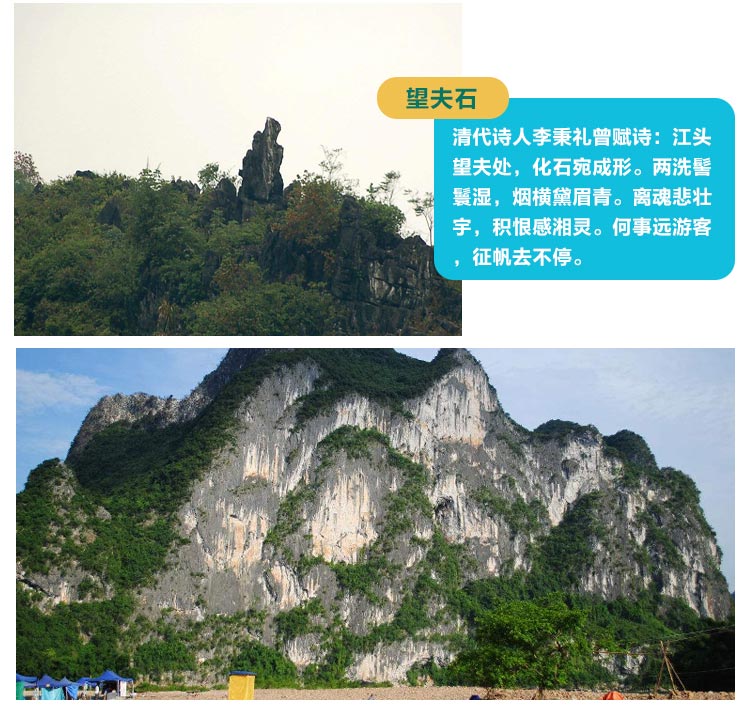 望夫石
清代诗人李秉礼曾赋诗：江头
望夫处，化石宛成形。两洗髻
鬟湿，烟横黛眉青。离魂悲壮
宇，积恨感湘灵。何事远游客
，征帆去不停。